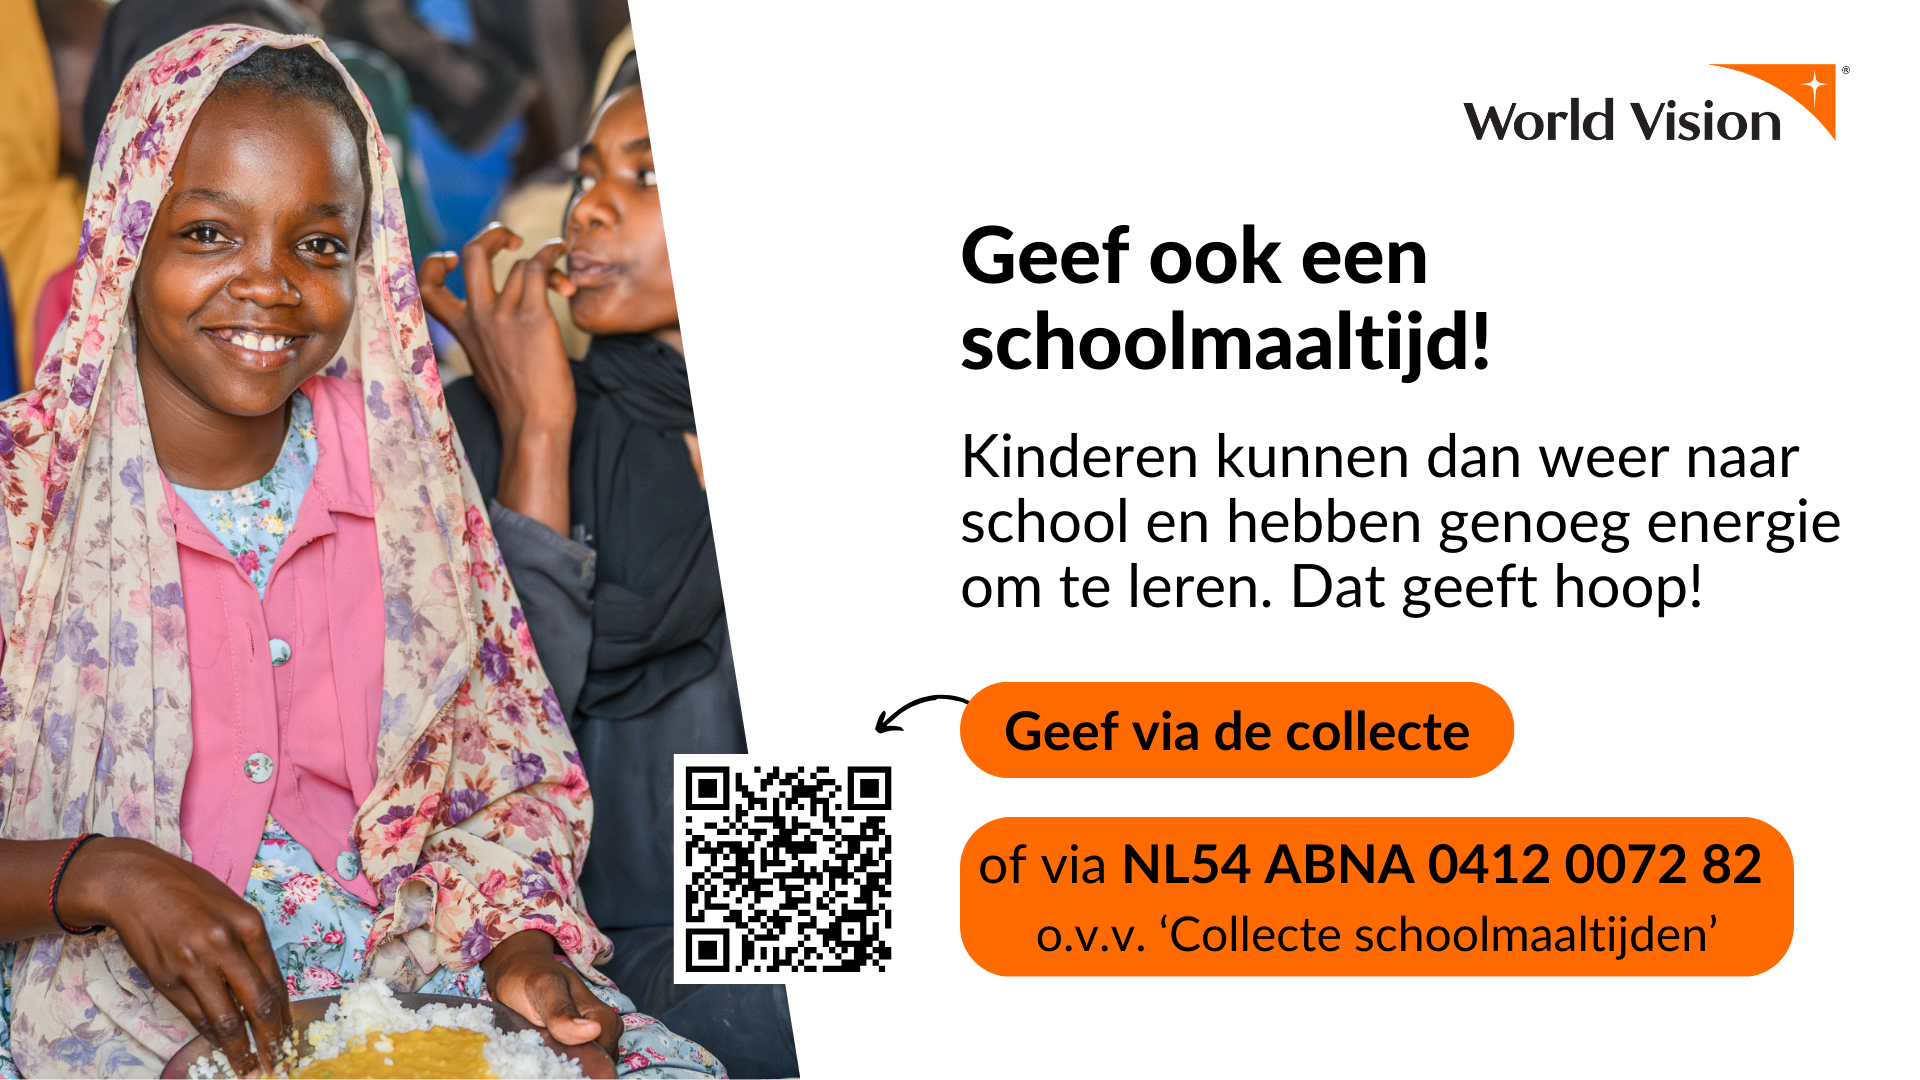 World Vision®
Geef ook een
schoolmaaltijd!
Kinderen kunnen dan weer naar
school en hebben genoeg energie
om te leren. Dat geeft hoop!
Geef via de collecte
of via NL54 ABNA 0412 0072 82
o.v.v. ‘Collecte schoolmaaltijden’